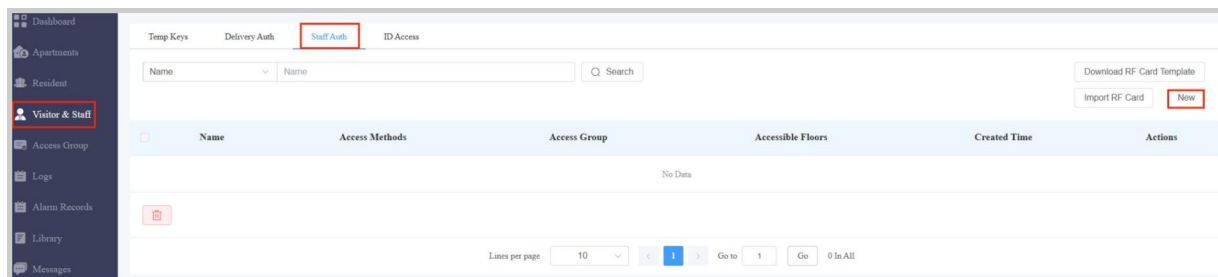 Dashboard
Apartments
Resident
Visitor & Staff
Access Group
Logs
Alarm Records
Library
Messages
Temp Keys Delivery Auth Staff Auth ID Access
Name Name Search Download RF Card Template
Import RF Card New
Name Access Methods Access Group Accessible Floors Created Time Actions
No Data
Lines per page 10 < 1 > Go to 1 Go 0 In All